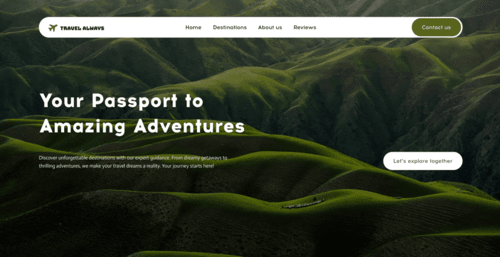 TRAVEL ALWAYS
Home Destinations About us Reviews
Contact us
Your Passport to
Amazing Adventures
Discover unforgettable destinations with our expert guidance. From dreamy getaways to
thrilling adventures, we make your travel dreams a reality. Your journey starts here!
Let's explore together